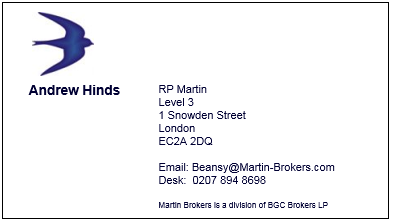 Andrew Hinds
RP Martin
Level 3
1 Snowden Street
London
EC2A 2DQ
Email: Beansy@Martin-Brokers.com
Desk:  0207 894 8698
Martin Brokers is a division of BGC Brokers LP